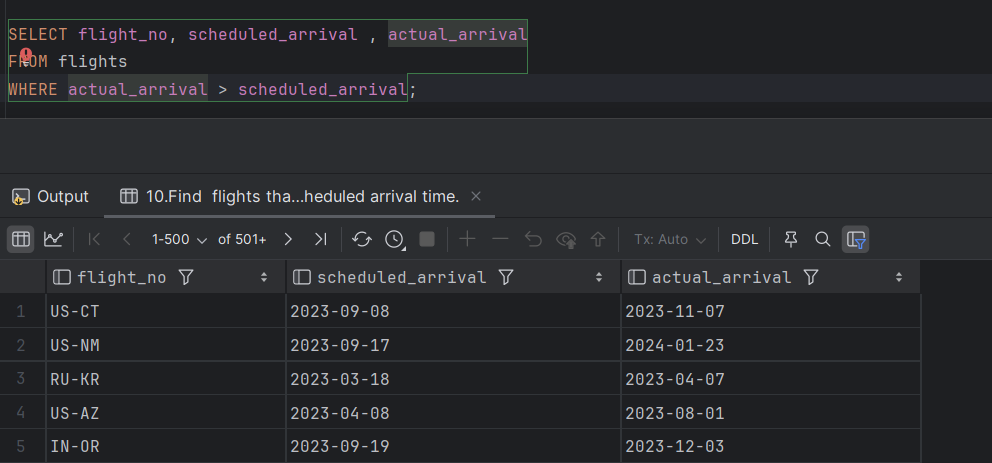 SELECT flight_no, scheduled_arrival , actual_arrival
FROM flights
WHERE actual_arrival > scheduled_arrival;
Output 10.Find flights tha...heduled arrival time.
1-500 of 501+ Tx: Auto DDL
flight_no scheduled_arrival actual_arrival
1 US-CT 2023-09-08 2023-11-07
2 US-NM 2023-09-17 2024-01-23
3 RU-KR 2023-03-18 2023-04-07
4 US-AZ 2023-04-08 2023-08-01
5 IN-OR 2023-09-19 2023-12-03